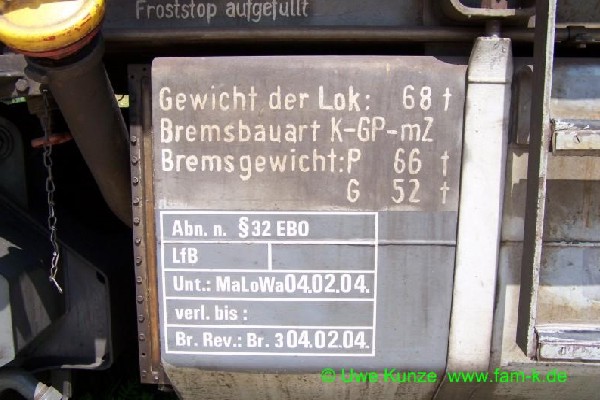 Froststop aufgefüllt
Gewicht der Lok: 68 t
Bremsbauart K-GP-mZ
Bremsgewicht: P 66 t
G 52 t
Abn. n. §32 EBO
LfB
Unt.: MaLoWa 04.02.04.
verl. bis :
Br. Rev.: Br. 3 04.02.04.
© Uwe Kunze www.fam-k.de